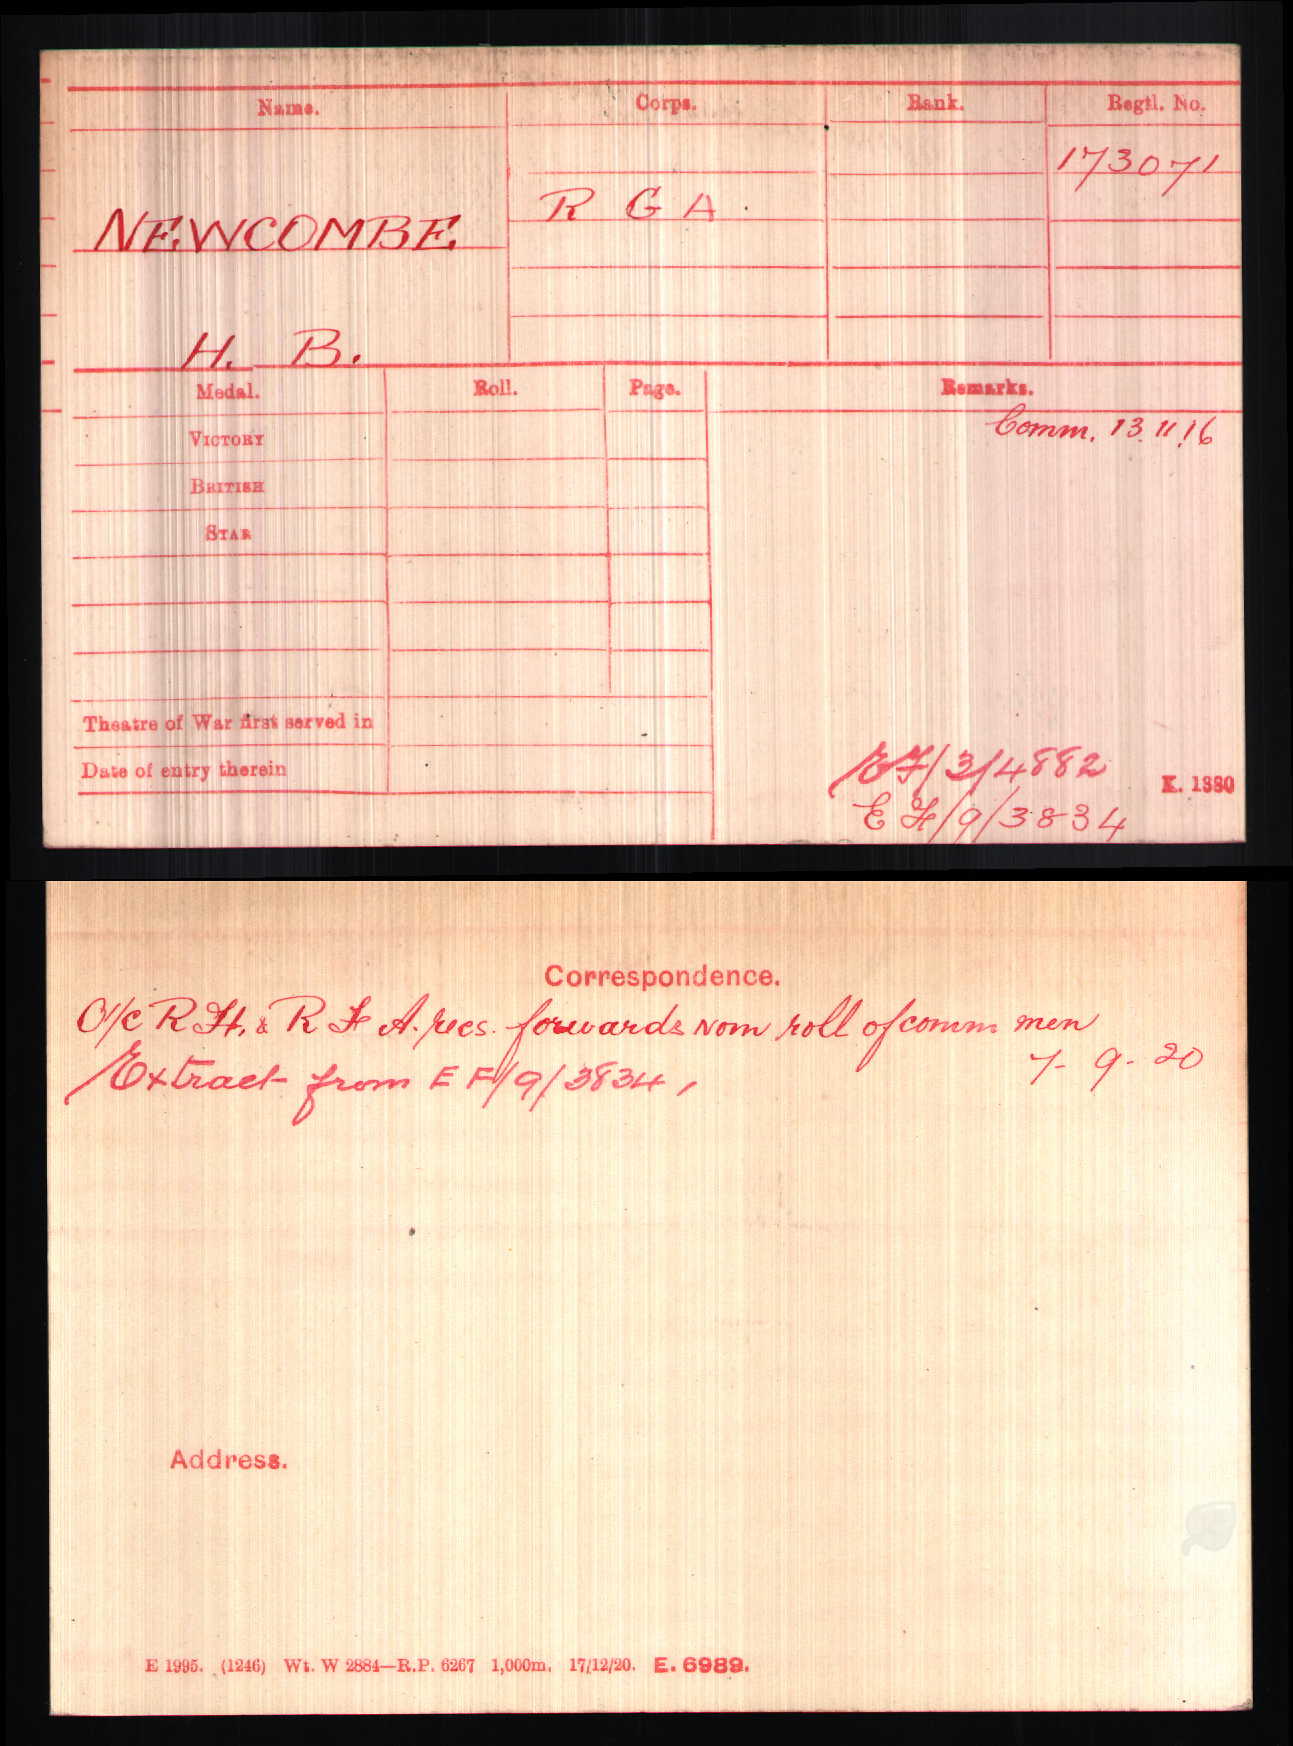 Name. Corps. Rank. Regtl. No.
173071
R G A .
NEWCOMBE
H. B.
Medal. Roll. Page. Remarks.
Comm. 13.11.16
VICTORY
BRITISH
STAR
Theatre of War first served in
Date of entry therein
EF/3/4882
K. 1380
EF/9/3834
Correspondence.
O/c R H. & R F A. recs. forwards nom roll of comm men
7-9-20
Extract from E F/9/3834,
Address.
E 1995. (1246) Wt. W 2884—R.P. 6267 1,000m. 17/12/20. E. 6989.